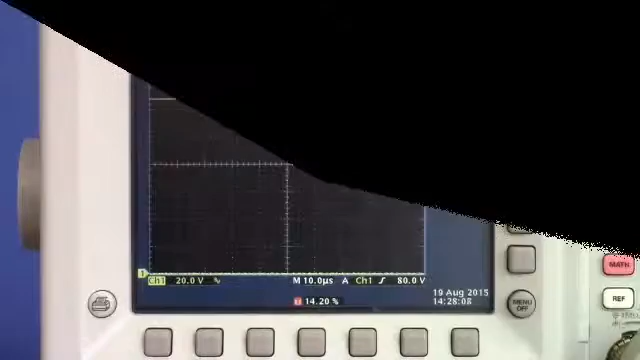 1
Ch1 20.0 V M 10.0µs A Ch1 80.0 V
14.20 %
19 Aug 2015
14:28:08
MENU OFF
MATH
REF